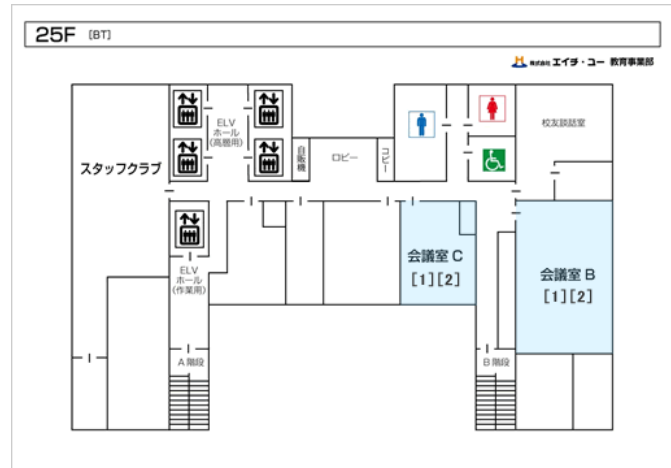 25F [BT]
株式会社 エイチ・ユー 教育事業部
ELV
ホール
(高層用)
スタッフクラブ
自販機
ロビー
コピー
校友談話室
ELV
ホール
(作業用)
会議室 C
[1][2]
会議室 B
[1][2]
A 階段
B 階段